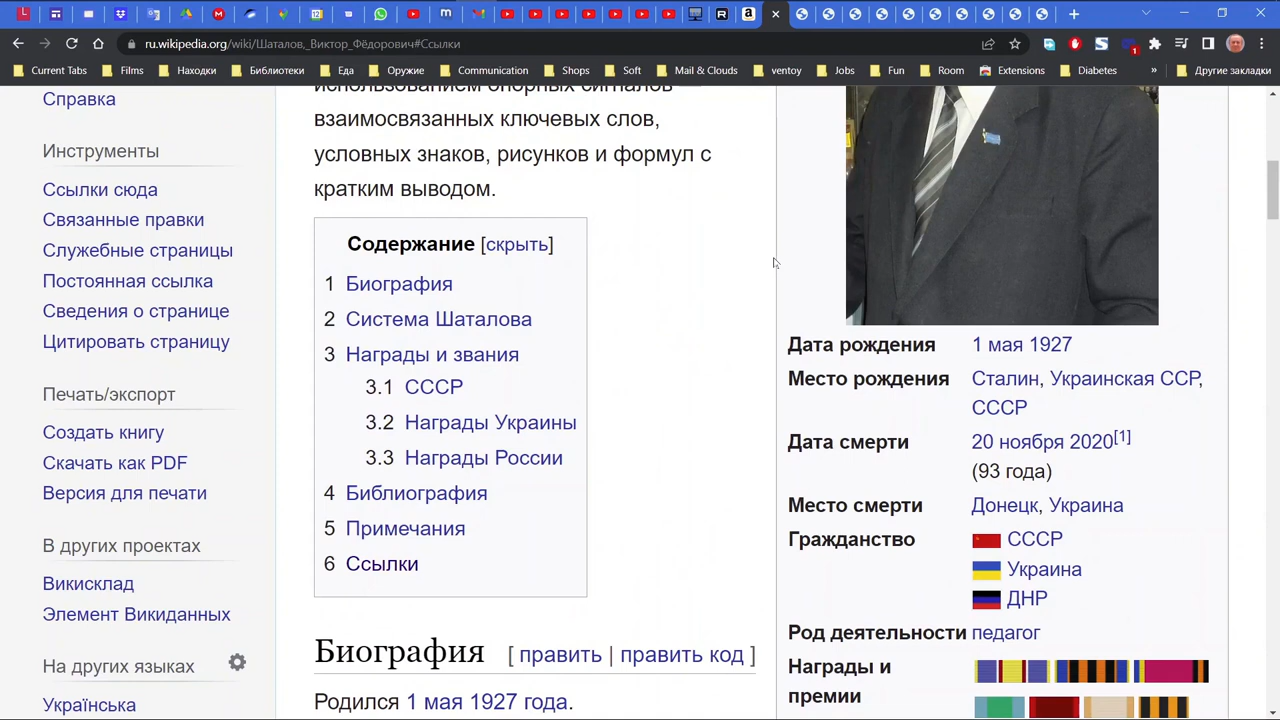 ru.wikipedia.org/wiki/Шаталов,_Виктор_Фёдорович#Ссылки
Current Tabs
Films
Находки
Библиотеки
Еда
Оружие
Communication
Shops
Soft
Mail & Clouds
ventoy
Jobs
Fun
Room
Extensions
Diabetes
»
Другие закладки
Справка
Инструменты
Ссылки сюда
Связанные правки
Служебные страницы
Постоянная ссылка
Сведения о странице
Цитировать страницу
Печать/экспорт
Создать книгу
Скачать как PDF
Версия для печати
В других проектах
Викисклад
Элемент Викиданных
На других языках
Українська
использованием опорных сигналов —
взаимосвязанных ключевых слов,
условных знаков, рисунков и формул с
кратким выводом.
Содержание [скрыть]
1 Биография
2 Система Шаталова
3 Награды и звания
3.1 СССР
3.2 Награды Украины
3.3 Награды России
4 Библиография
5 Примечания
6 Ссылки
Биография [ править | править код ]
Родился 1 мая 1927 года.
Дата рождения 1 мая 1927
Место рождения Сталин, Украинская ССР,
СССР
Дата смерти 20 ноября 2020[1]
(93 года)
Место смерти Донецк, Украина
Гражданство СССР
Украина
ДНР
Род деятельности педагог
Награды и
премии